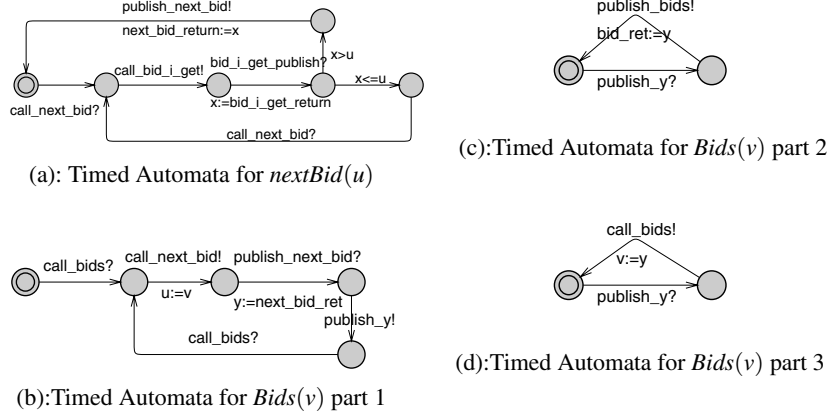 publish_next_bid!
next_bid_return:=x
call_bid_i_get!
bid_i_get_publish?
x>u
x<=u
call_next_bid?
x:=bid_i_get_return
call_next_bid?
(a): Timed Automata for nextBid(u)
publish_bids!
bid_ret:=y
publish_y?
(c):Timed Automata for Bids(v) part 2
call_bids?
call_next_bid!
publish_next_bid?
u:=v
y:=next_bid_ret
publish_y!
call_bids?
(b):Timed Automata for Bids(v) part 1
call_bids!
v:=y
publish_y?
(d):Timed Automata for Bids(v) part 3